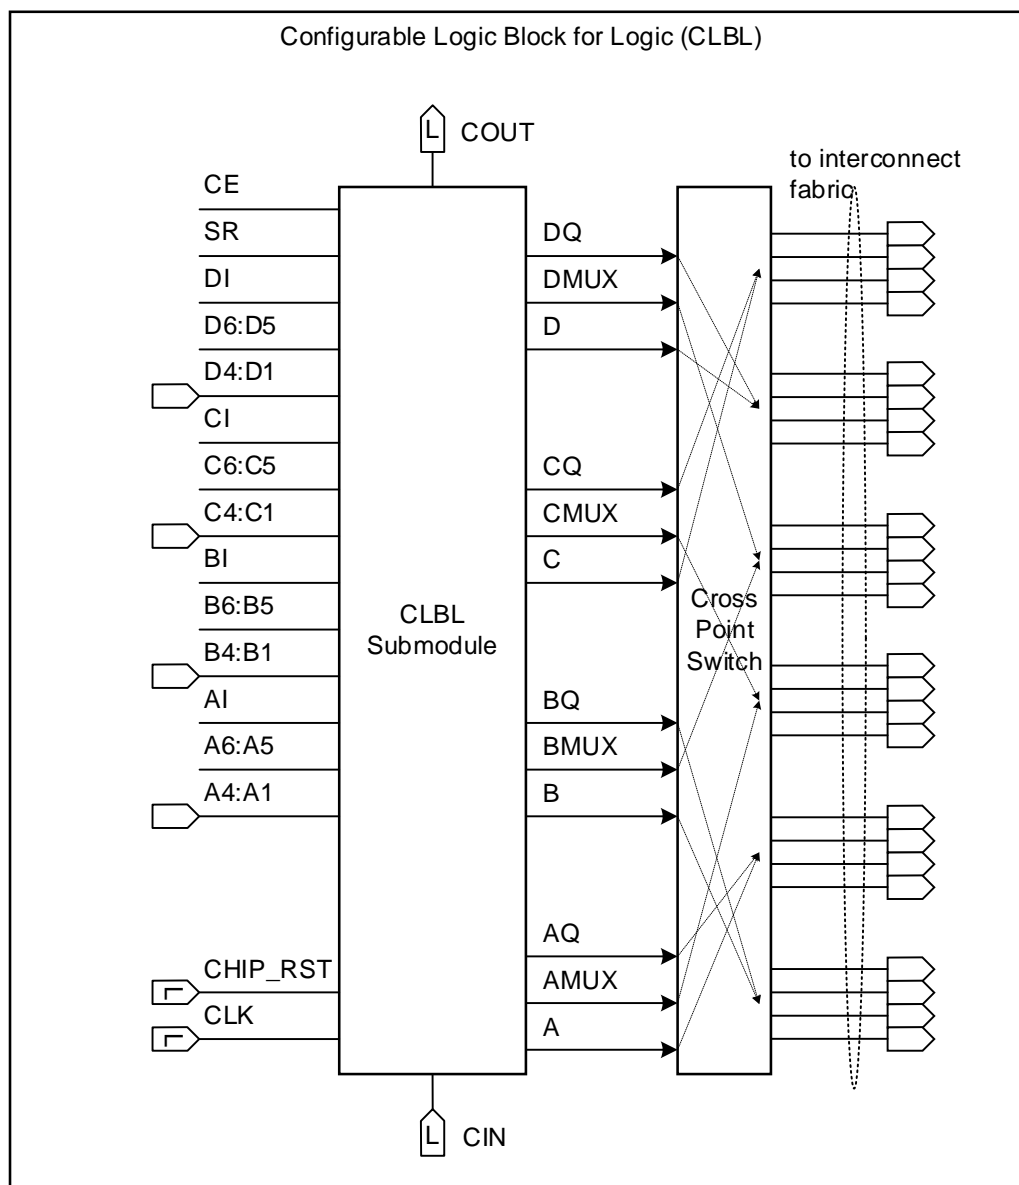 Configurable Logic Block for Logic (CLBL)
L
COUT
to interconnect
fabric
CE
SR
DI
D6:D5
D4:D1
CI
C6:C5
C4:C1
BI
B6:B5
B4:B1
AI
A6:A5
A4:A1
CHIP_RST
L
CLK
L
CLBL
Submodule
DQ
DMUX
D
CQ
CMUX
C
BQ
BMUX
B
AQ
AMUX
A
Cross
Point
Switch
L
CIN